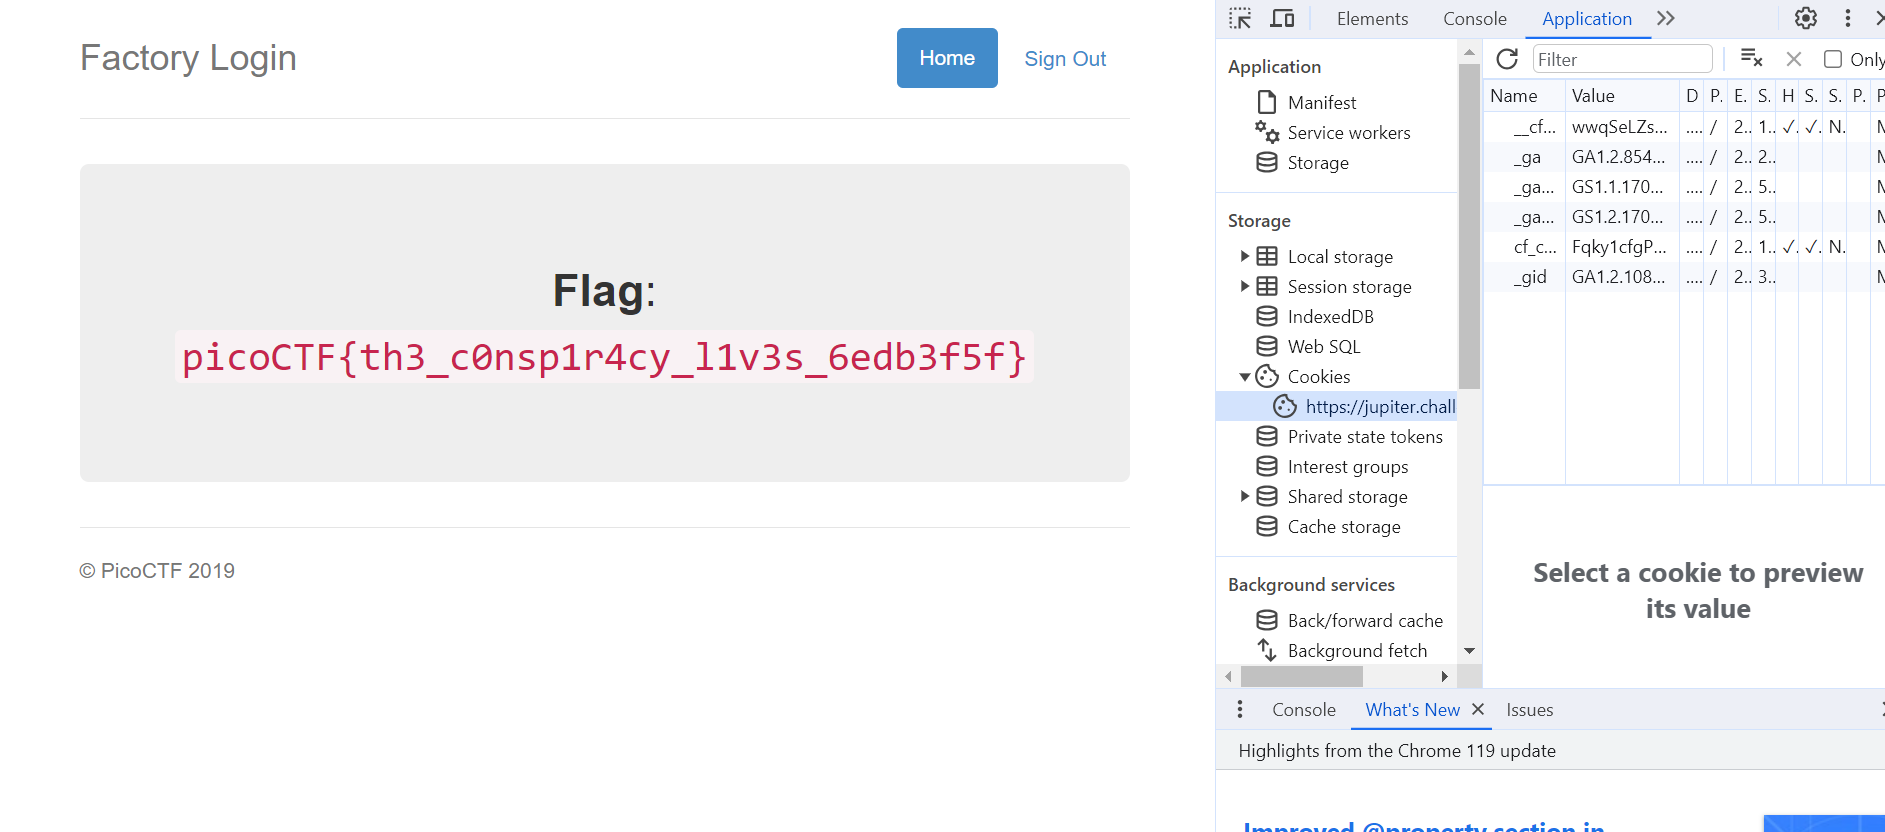 Factory Login
Home
Sign Out
Flag:
picoCTF{th3_c0nsp1r4cy_l1v3s_6edb3f5f}
© PicoCTF 2019
Elements Console Application
Application
Manifest
Service workers
Storage
Storage
Local storage
Session storage
IndexedDB
Web SQL
Cookies
https://jupiter.chall
Private state tokens
Interest groups
Shared storage
Cache storage
Background services
Back/forward cache
Background fetch
Filter
Only
Name Value D P. E. S. H S. S. P. P
__cf... wwqSeLZs... .... / 2.. 1.. ✓. ✓. N.
_ga GA1.2.854... .... / 2.. 2..
_ga... GS1.1.170... .... / 2.. 5..
_ga... GS1.2.170... .... / 2.. 5..
cf_c... Fqky1cfgP... .... / 2.. 1.. ✓. ✓. N.
_gid GA1.2.108... .... / 2.. 3..
Select a cookie to preview
its value
Console What's New Issues
Highlights from the Chrome 119 update
Improved @property section in